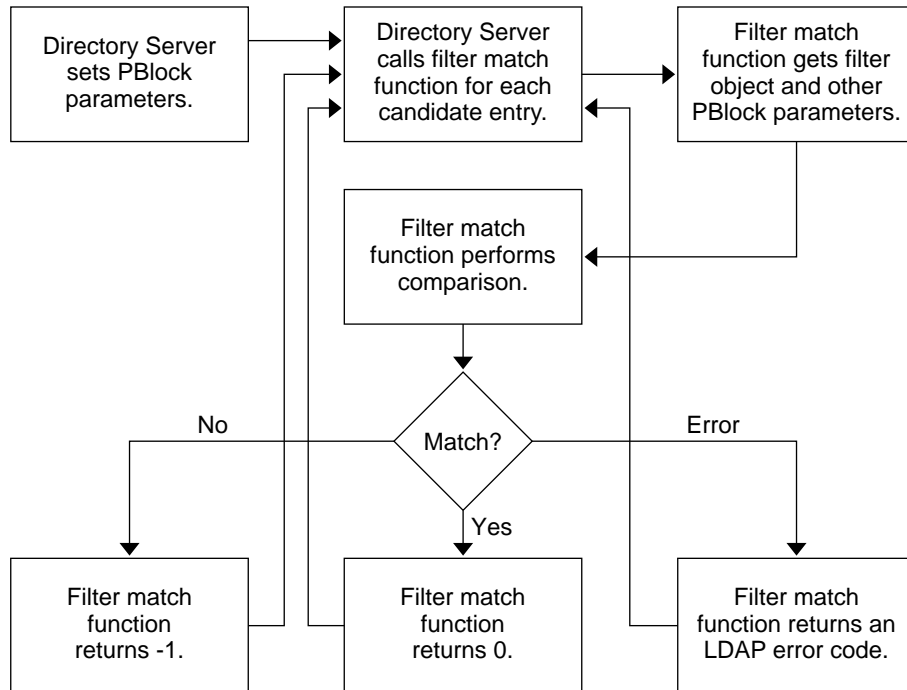 Directory Server
sets PBlock
parameters.
Directory Server
calls filter match
function for each
candidate entry.
Filter match
function gets filter
object and other
PBlock parameters.
Filter match
function performs
comparison.
Match?
No
Yes
Error
Filter match
function
returns -1.
Filter match
function
returns 0.
Filter match
function returns an
LDAP error code.